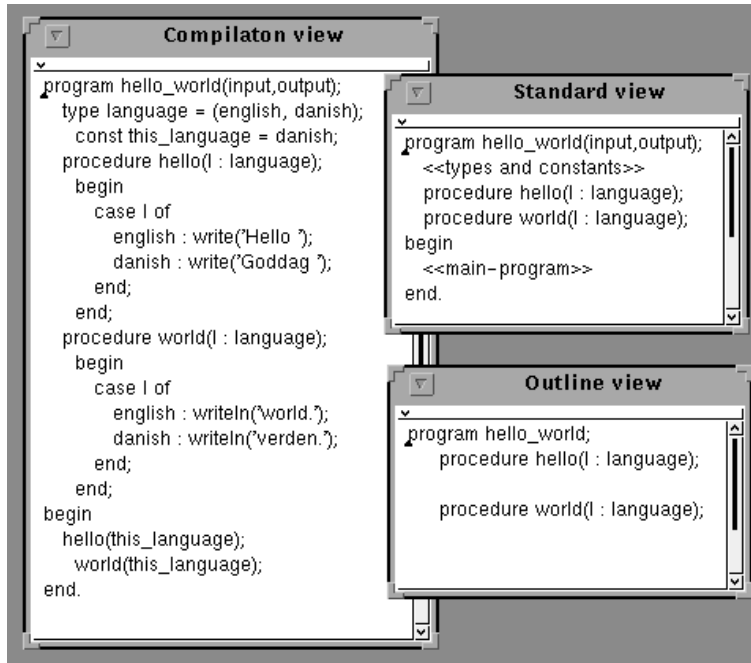 Compilaton view
program hello_world(input,output);
type language = (english, danish);
const this_language = danish;
procedure hello(l : language);
begin
case l of
english : write('Hello ');
danish : write('Goddag ');
end;
end;
procedure world(l : language);
begin
case l of
english : writeln('world.');
danish : writeln('verden.');
end;
end;
begin
hello(this_language);
world(this_language);
end.
Standard view
program hello_world(input,output);
<<types and constants>>
procedure hello(l : language);
procedure world(l : language);
begin
<<main-program>>
end.
Outline view
program hello_world;
procedure hello(l : language);
procedure world(l : language);